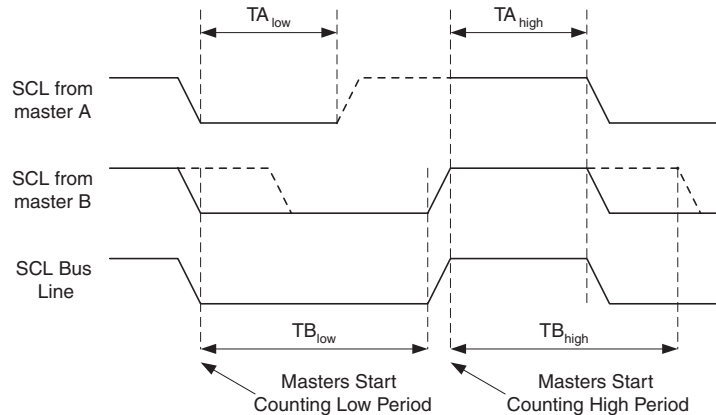 TA low
TA high
SCL from
master A
SCL from
master B
SCL Bus
Line
TB low
TB high
Masters Start
Counting Low Period
Masters Start
Counting High Period